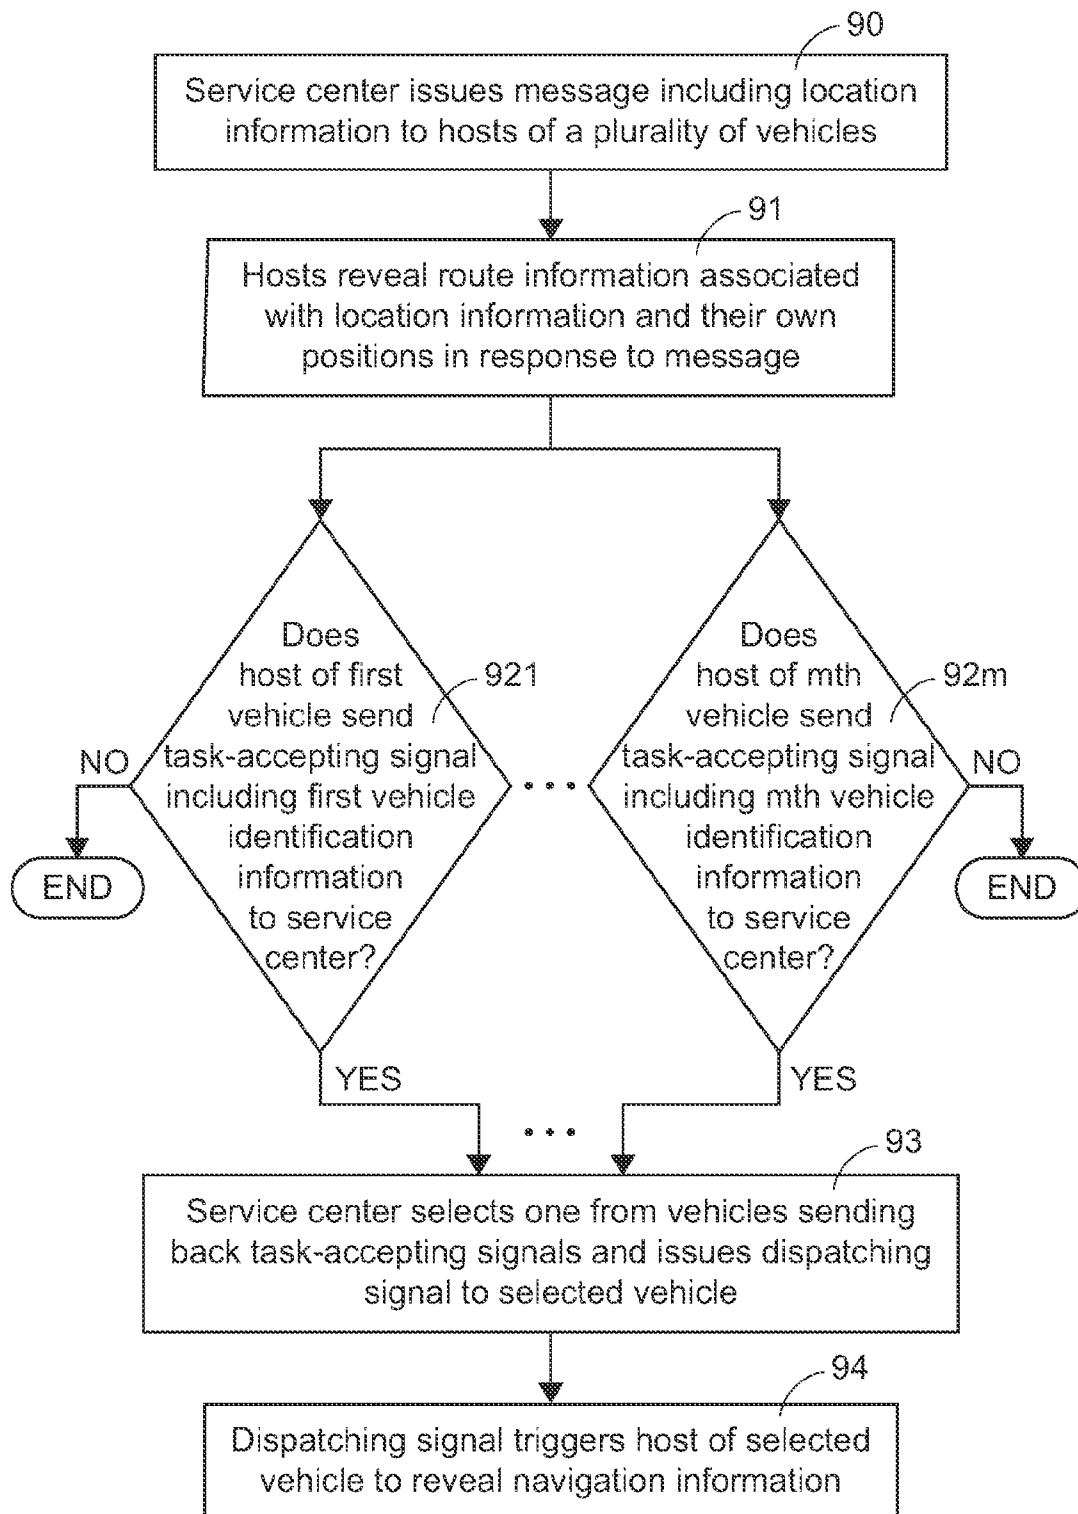 90
Service center issues message including location
information to hosts of a plurality of vehicles
91
Hosts reveal route information associated
with location information and their own
positions in response to message
Does
host of first
vehicle send
task-accepting signal
including first vehicle
identification
information
to service
center?
921
NO
END
YES
...
Does
host of mth
vehicle send
task-accepting signal
including mth vehicle
identification
information
to service
center?
92m
NO
END
YES
...
93
Service center selects one from vehicles sending
back task-accepting signals and issues dispatching
signal to selected vehicle
94
Dispatching signal triggers host of selected
vehicle to reveal navigation information